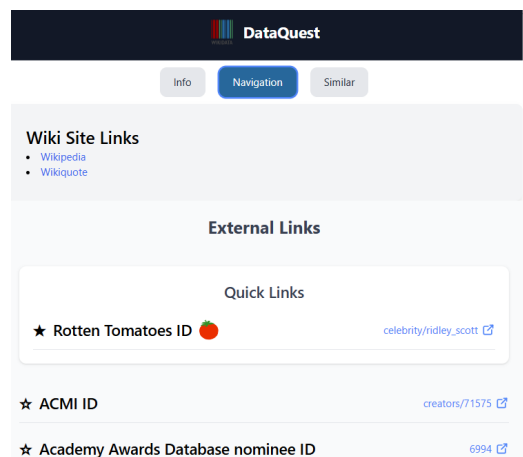 WIKIDATA
DataQuest
Info Navigation Similar
Wiki Site Links
Wikipedia
Wikiquote
External Links
Quick Links
★ Rotten Tomatoes ID 🍅 celebrity/ridley_scott
☆ ACMI ID creators/71575
☆ Academy Awards Database nominee ID 6994